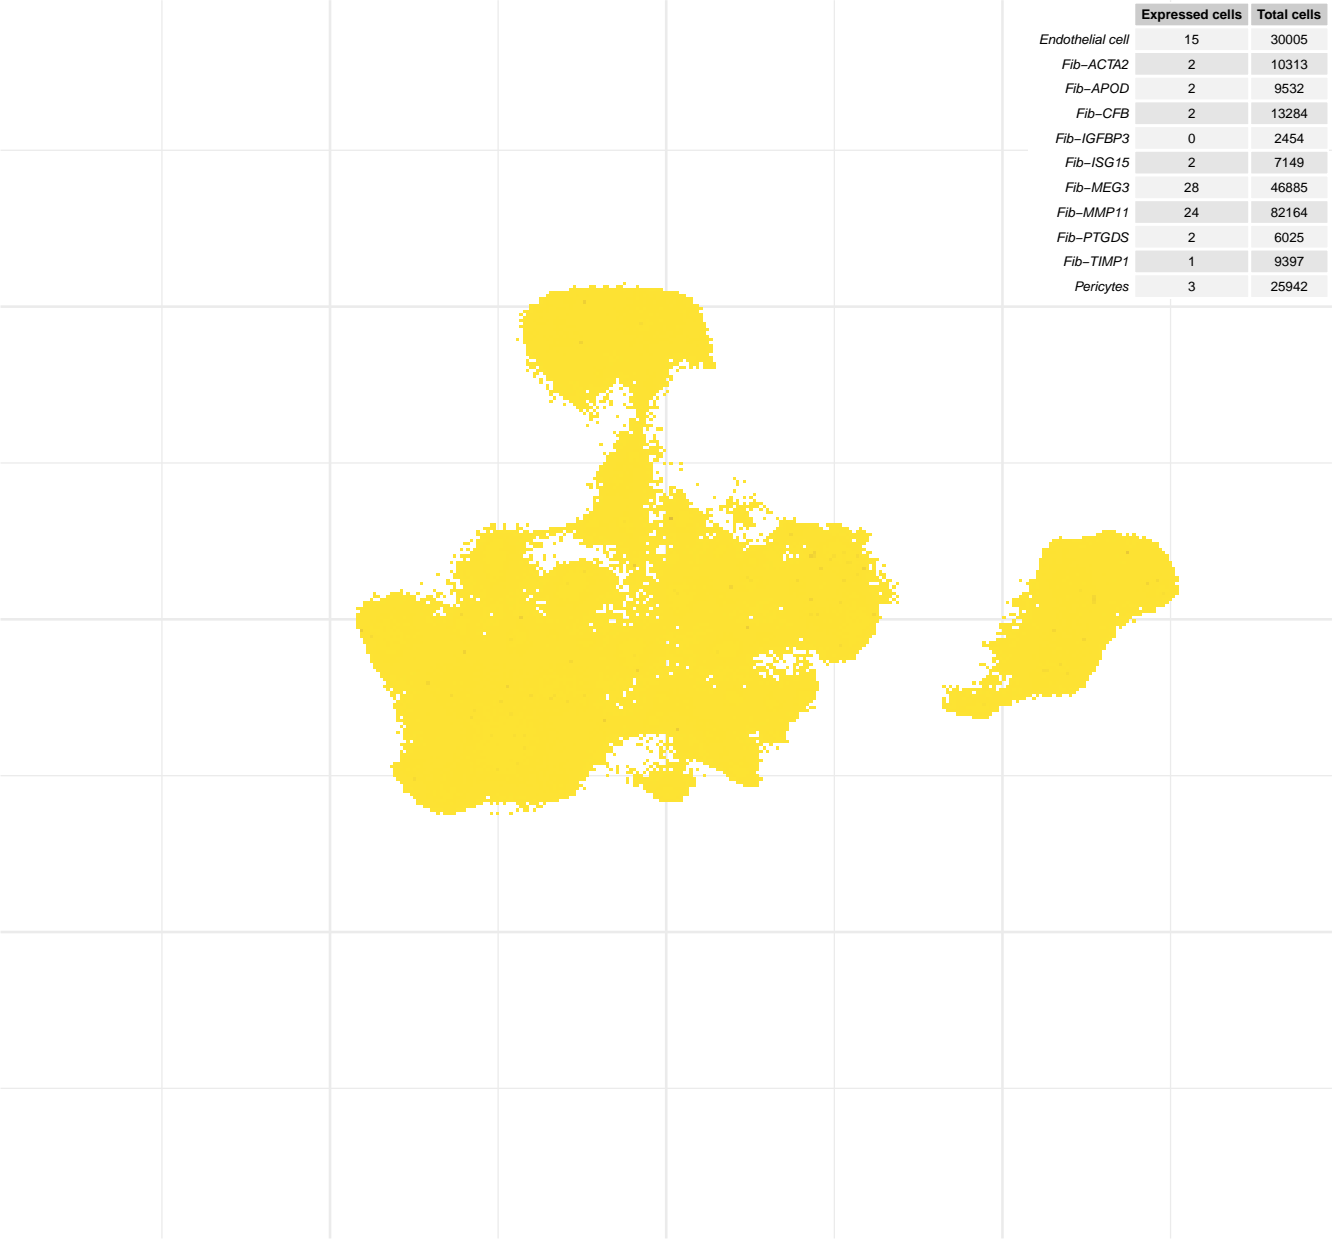 Expressed cells Total cells
Endothelial cell 15 30005
Fib−ACTA2 2 10313
Fib−APOD 2 9532
Fib−CFB 2 13284
Fib−IGFBP3 0 2454
Fib−ISG15 2 7149
Fib−MEG3 28 46885
Fib−MMP11 24 82164
Fib−PTGDS 2 6025
Fib−TIMP1 1 9397
Pericytes 3 25942